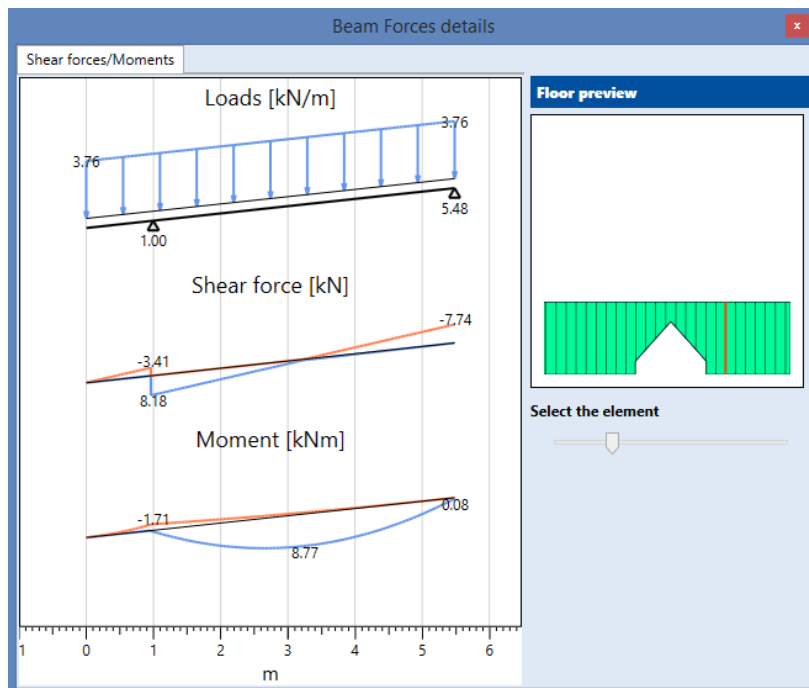 Beam Forces details
x
Shear forces/Moments
Loads [kN/m]
3.76
3.76
5.48
1.00
Shear force [kN]
-7.74
-3.41
8.18
Moment [kNm]
-1.71
0.08
8.77
1 0 1 2 3 4 5 6
m
Floor preview
Select the element